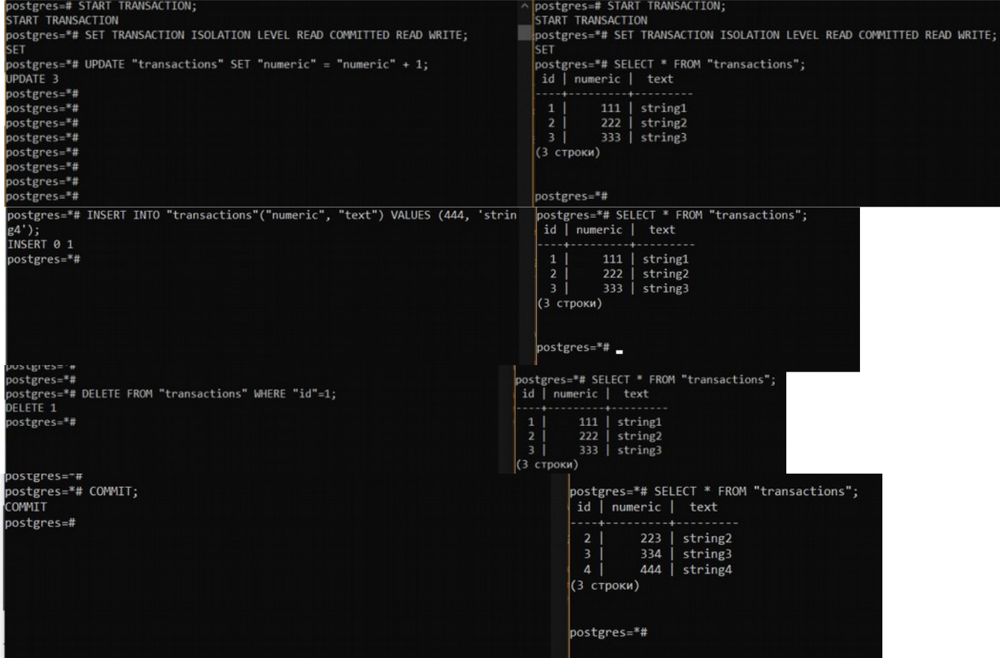 postgres=# START TRANSACTION;
START TRANSACTION
postgres=*# SET TRANSACTION ISOLATION LEVEL READ COMMITTED READ WRITE;
SET
postgres=*# UPDATE "transactions" SET "numeric" = "numeric" + 1;
UPDATE 3
postgres=*#
postgres=*#
postgres=*#
postgres=*#
postgres=*#
postgres=*#
postgres=*#
postgres=*#
postgres=# START TRANSACTION;
START TRANSACTION
postgres=*# SET TRANSACTION ISOLATION LEVEL READ COMMITTED READ WRITE;
SET
postgres=*# SELECT * FROM "transactions";
 id | numeric |  text
----+---------+---------
  1 |     111 | string1
  2 |     222 | string2
  3 |     333 | string3
(3 строки)
postgres=*#
postgres=*# INSERT INTO "transactions"("numeric", "text") VALUES (444, 'strin
g4');
INSERT 0 1
postgres=*#
postgres=*# SELECT * FROM "transactions";
 id | numeric |  text
----+---------+---------
  1 |     111 | string1
  2 |     222 | string2
  3 |     333 | string3
(3 строки)
postgres=*#
postgres=*#
postgres=*#
postgres=*# DELETE FROM "transactions" WHERE "id"=1;
DELETE 1
postgres=*#
postgres=*# SELECT * FROM "transactions";
 id | numeric |  text
----+---------+---------
  1 |     111 | string1
  2 |     222 | string2
  3 |     333 | string3
(3 строки)
postgres=*#
postgres=*# COMMIT;
COMMIT
postgres=#
postgres=*# SELECT * FROM "transactions";
 id | numeric |  text
----+---------+---------
  2 |     223 | string2
  3 |     334 | string3
  4 |     444 | string4
(3 строки)
postgres=*#